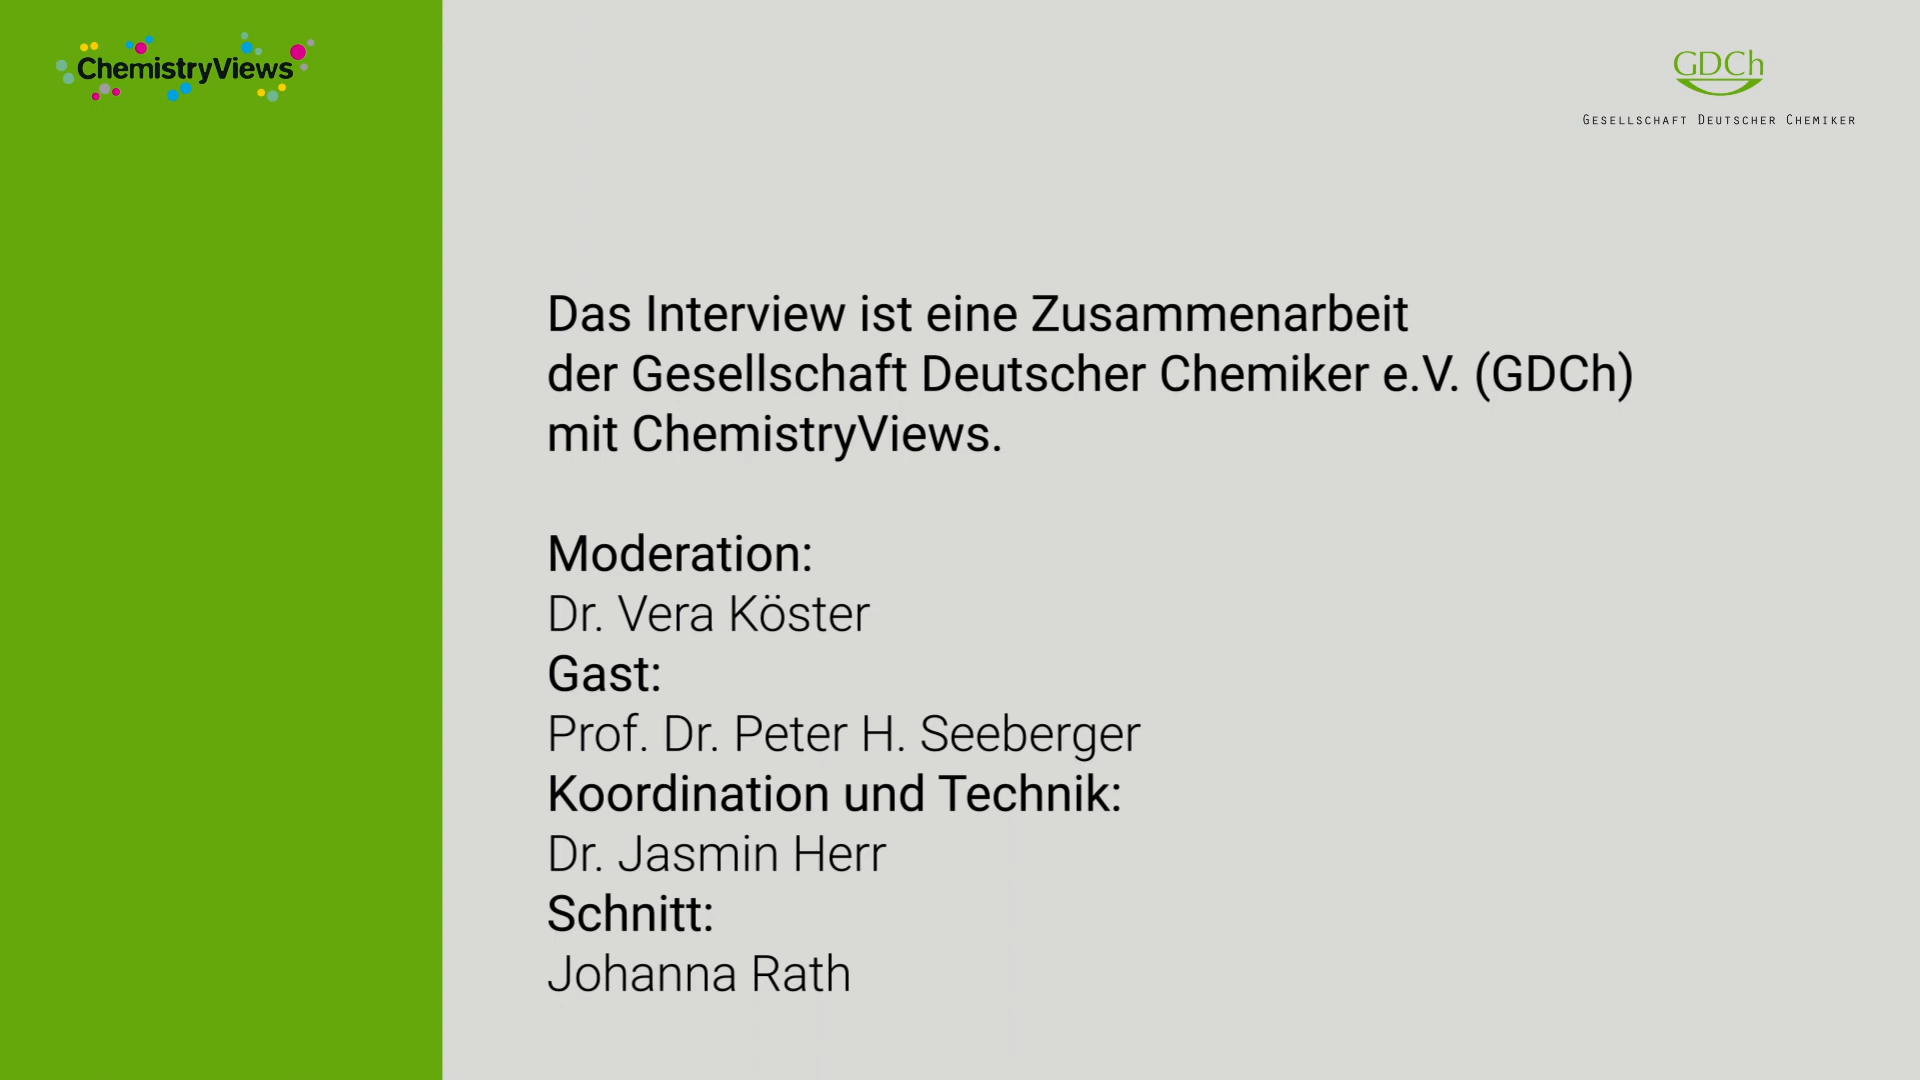 ChemistryViews
GDCh
Gesellschaft Deutscher Chemiker
Das Interview ist eine Zusammenarbeit
der Gesellschaft Deutscher Chemiker e.V. (GDCh)
mit ChemistryViews.
Moderation:
Dr. Vera Köster
Gast:
Prof. Dr. Peter H. Seeberger
Koordination und Technik:
Dr. Jasmin Herr
Schnitt:
Johanna Rath